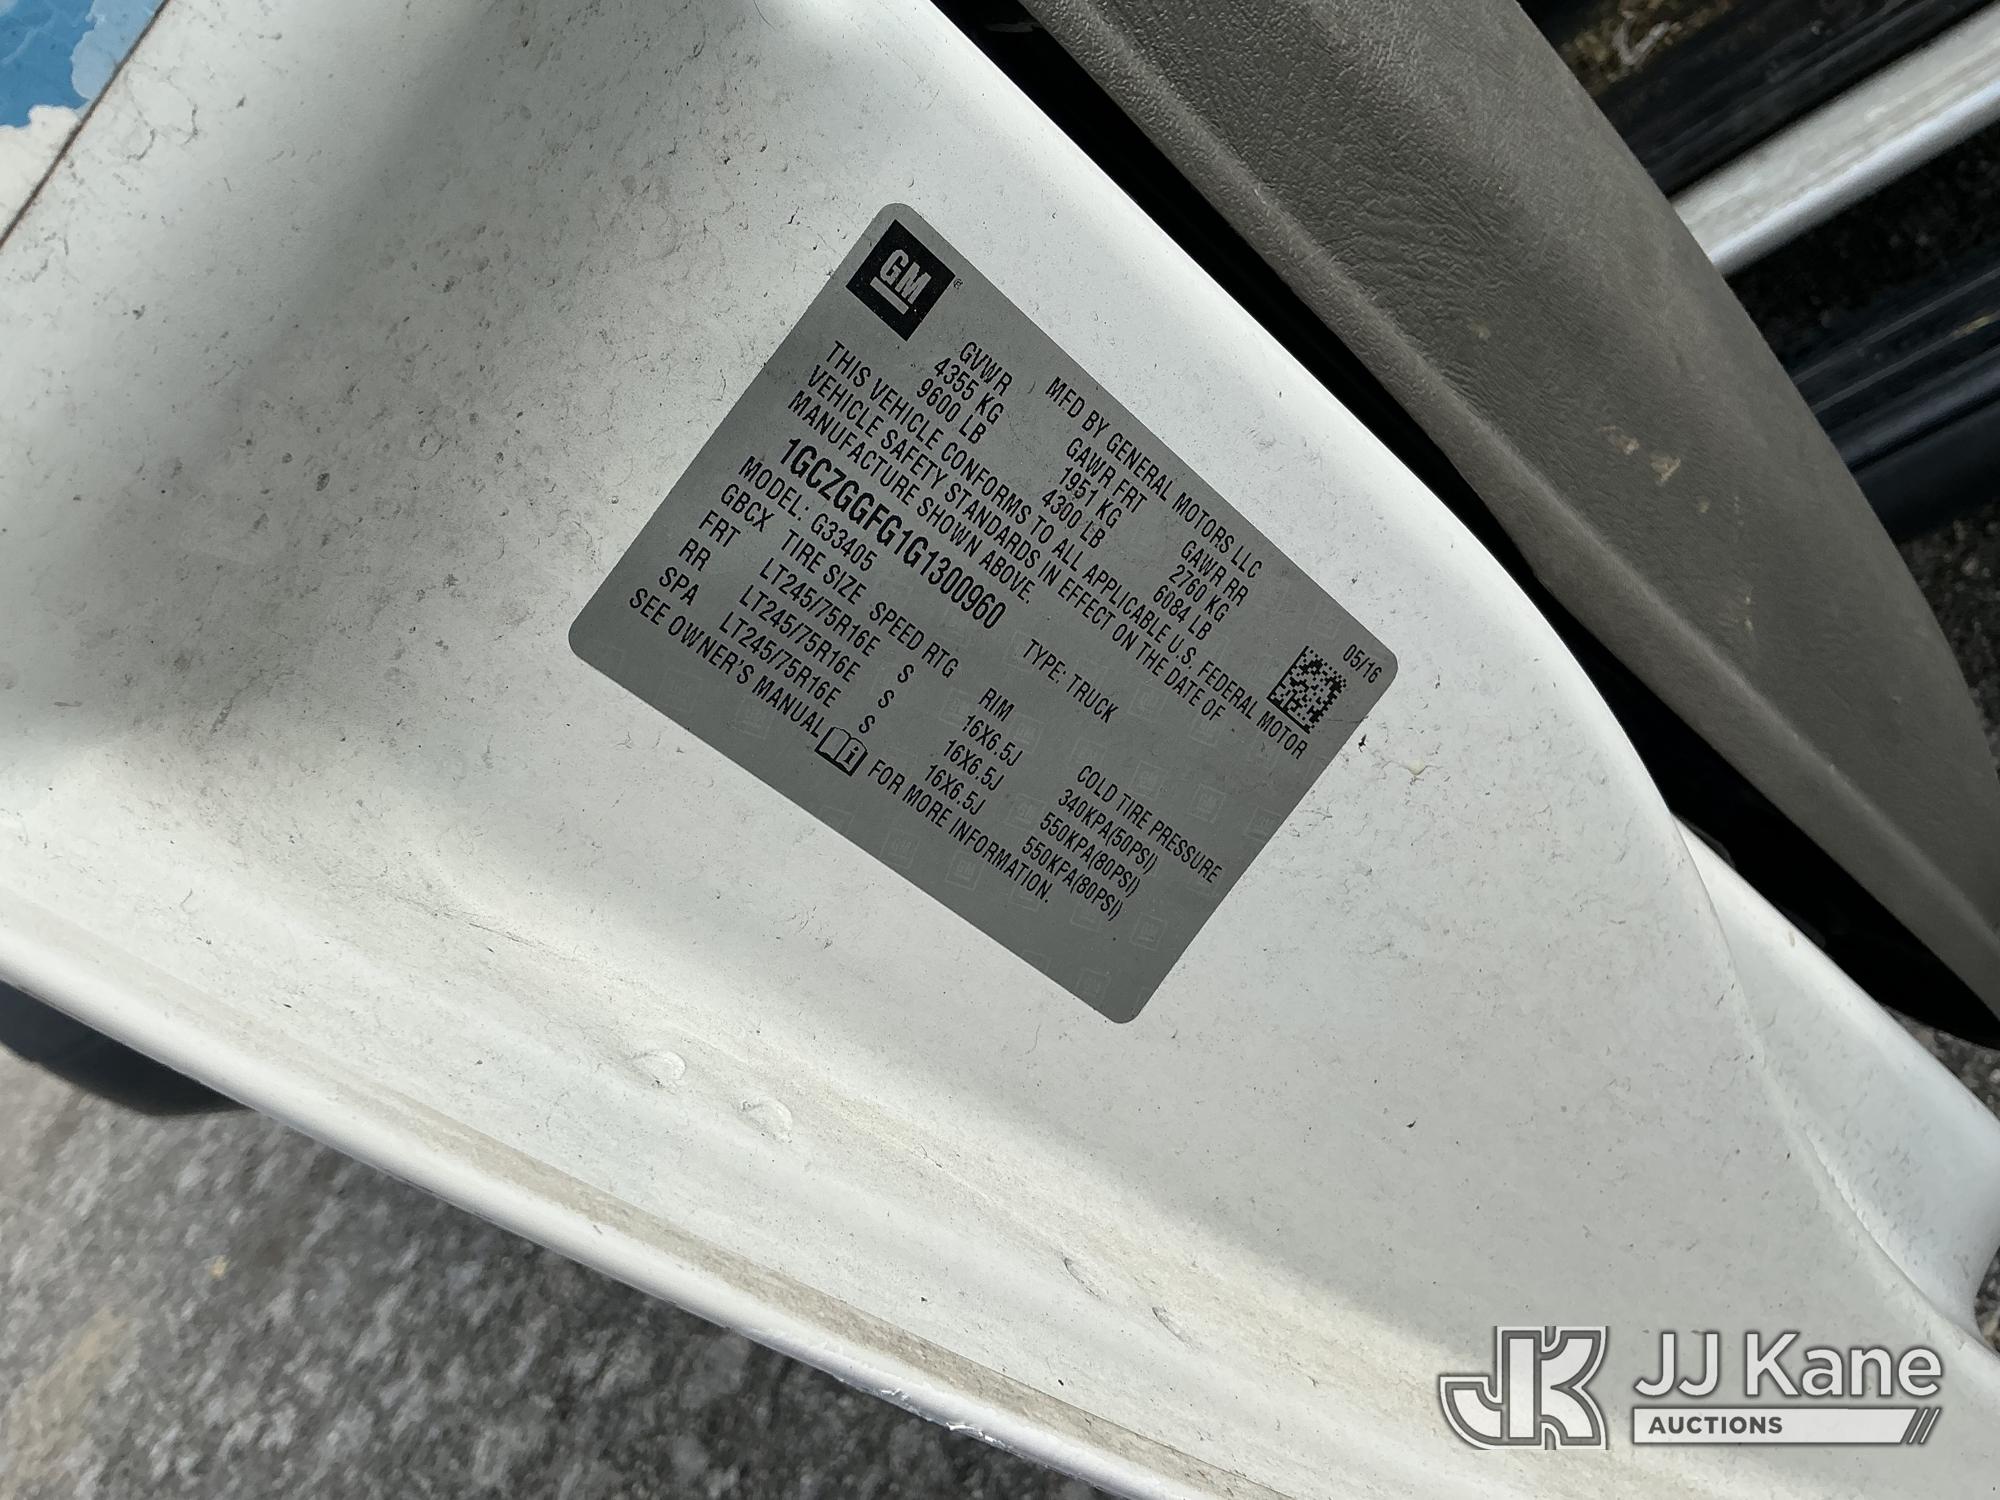 GM
MFD BY GENERAL MOTORS LLC 05/16
GVWR GAWR FRT GAWR RR
4355 KG 1951 KG 2760 KG
9600 LB 4300 LB 6084 LB
THIS VEHICLE CONFORMS TO ALL APPLICABLE U.S. FEDERAL MOTOR
VEHICLE SAFETY STANDARDS IN EFFECT ON THE DATE OF
MANUFACTURE SHOWN ABOVE.
1GCZGGFG1G1300960 TYPE: TRUCK
MODEL: G33405
GBCX TIRE SIZE SPEED RTG RIM COLD TIRE PRESSURE
FRT LT245/75R16E S 16X6.5J 340KPA(50PSI)
RR LT245/75R16E S 16X6.5J 550KPA(80PSI)
SPA LT245/75R16E S 16X6.5J 550KPA(80PSI)
SEE OWNER'S MANUAL FOR MORE INFORMATION.
JK JJ Kane
AUCTIONS